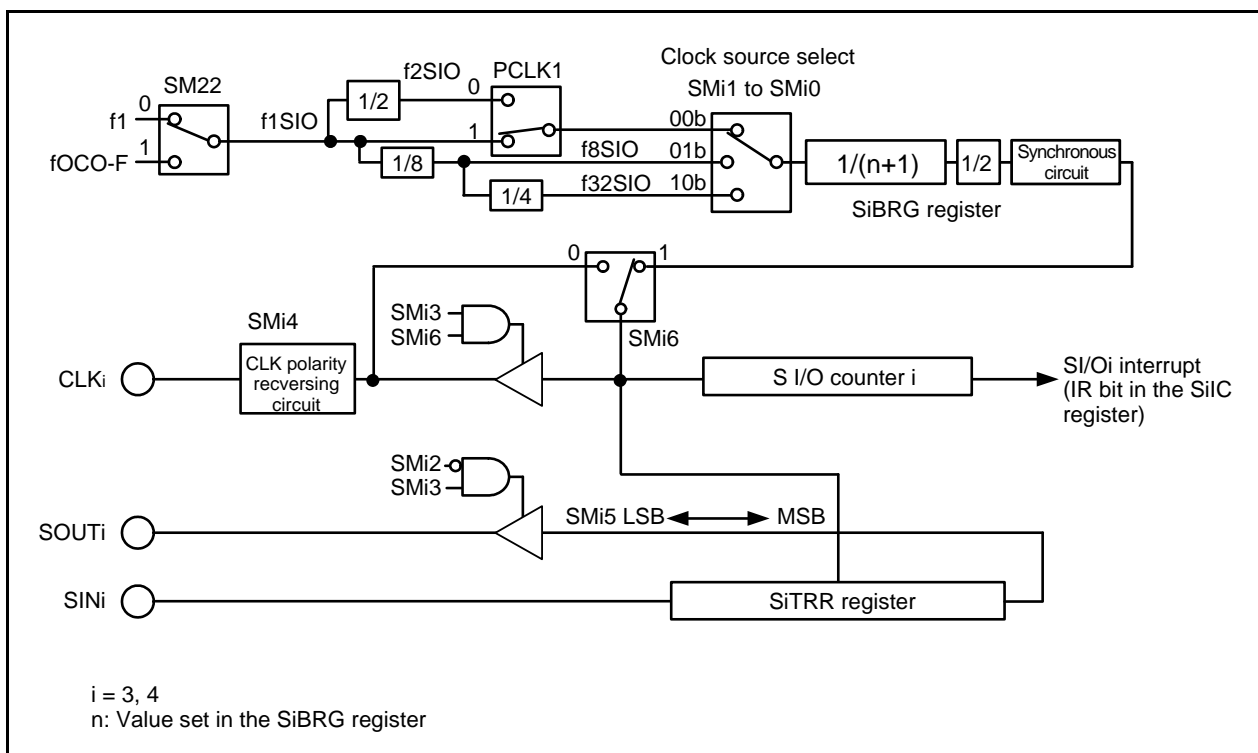 Clock source select
SMi1 to SMi0
SM22
f2SIO
PCLK1
0
1/2
0
00b
f1
f1SIO
1
1
fOCO-F
1/8
f8SIO
01b
1/(n+1)
1/2
Synchronous
circuit
1/4
f32SIO
10b
SiBRG register
0
1
SMi3
SMi6
SMi6
SMi4
CLKi
CLK polarity
recversing
circuit
S I/O counter i
SI/Oi interrupt
(IR bit in the SiIC
register)
SMi2
SMi3
SMi5 LSB
MSB
SOUTi
SINi
SiTRR register
i = 3, 4
n: Value set in the SiBRG register